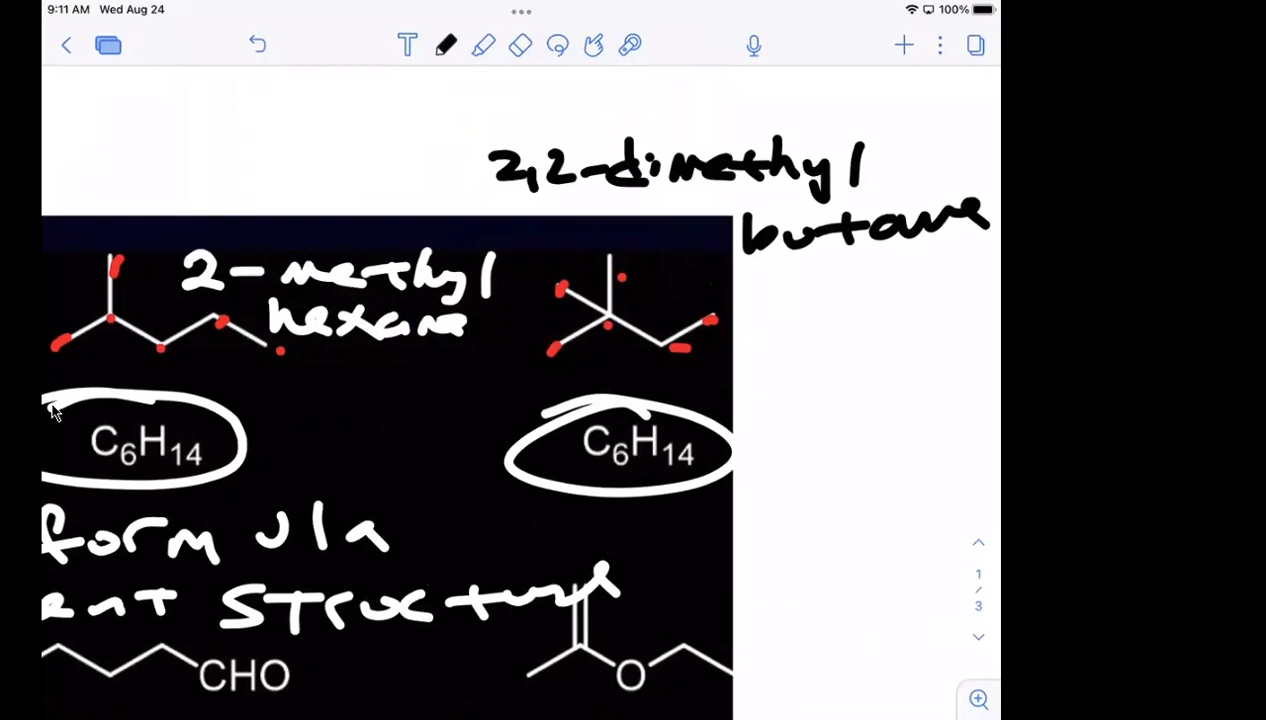 9:11 AM Wed Aug 24
100%
T
2,2-dimethyl
butane
2-methyl
hexane
C₆H₁₄
C₆H₁₄
formula
ent structure
CHO
O
1
/
3